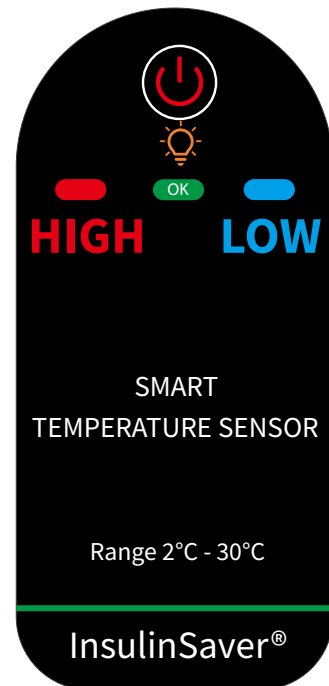 OK
HIGH LOW
SMART
TEMPERATURE SENSOR
Range 2°C - 30°C
InsulinSaver®